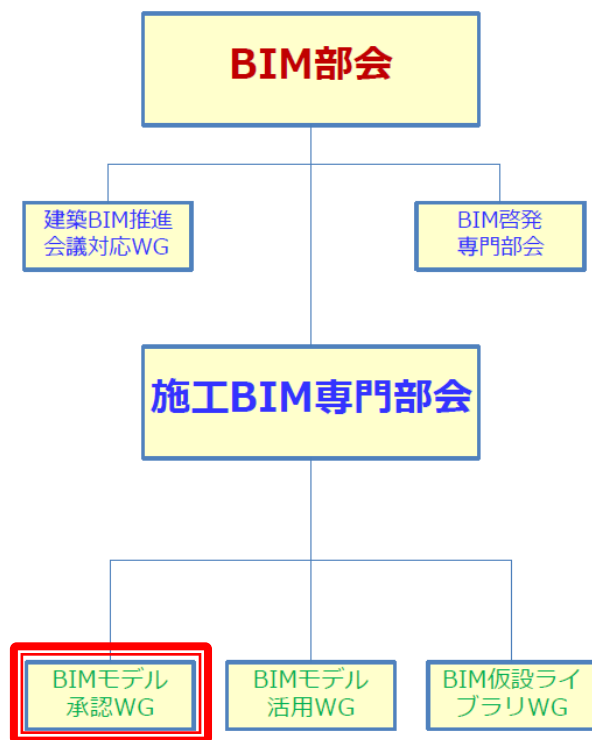 BIM部会
建築BIM推進
会議対応WG
BIM啓発
専門部会
施工BIM専門部会
BIMモデル
承認WG
BIMモデル
活用WG
BIM仮設ライ
ブラリWG